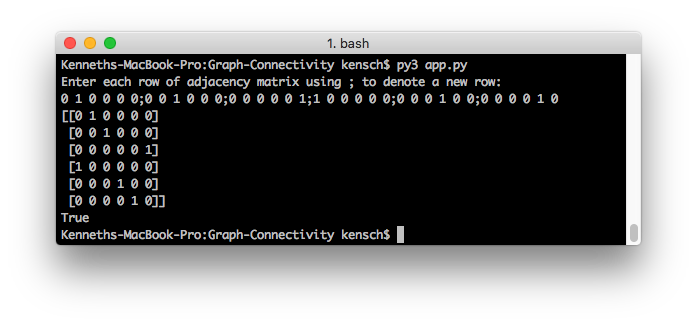 1. bash
Kenneths-MacBook-Pro:Graph-Connectivity kensch$ py3 app.py
Enter each row of adjacency matrix using ; to denote a new row:
0 1 0 0 0 0;0 0 1 0 0 0;0 0 0 0 0 1;1 0 0 0 0 0;0 0 0 1 0 0;0 0 0 0 1 0
[[0 1 0 0 0 0]
 [0 0 1 0 0 0]
 [0 0 0 0 0 1]
 [1 0 0 0 0 0]
 [0 0 0 1 0 0]
 [0 0 0 0 1 0]]
True
Kenneths-MacBook-Pro:Graph-Connectivity kensch$